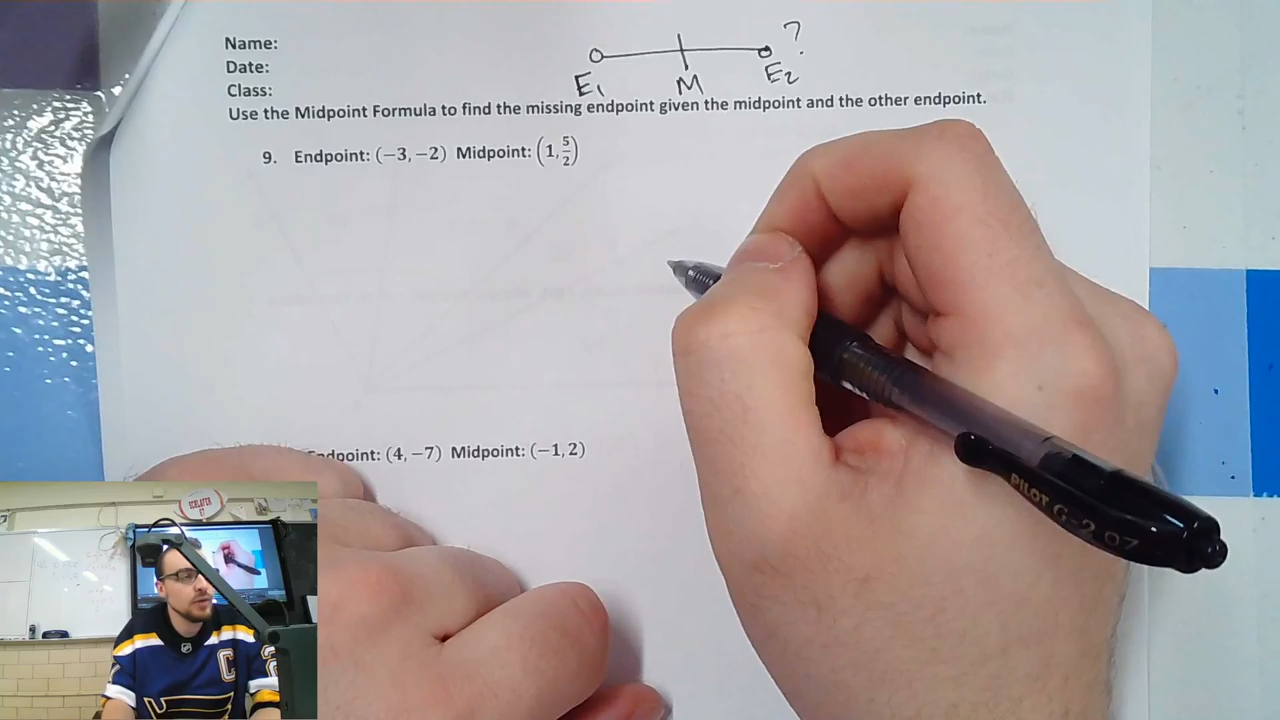 Name:
Date:
Class:
?
E₁ M E₂
Use the Midpoint Formula to find the missing endpoint given the midpoint and the other endpoint.
9. Endpoint: (−3, −2) Midpoint: (1, 5/2)
ndpoint: (4, −7) Midpoint: (−1, 2)
PILOT G-2 07
C